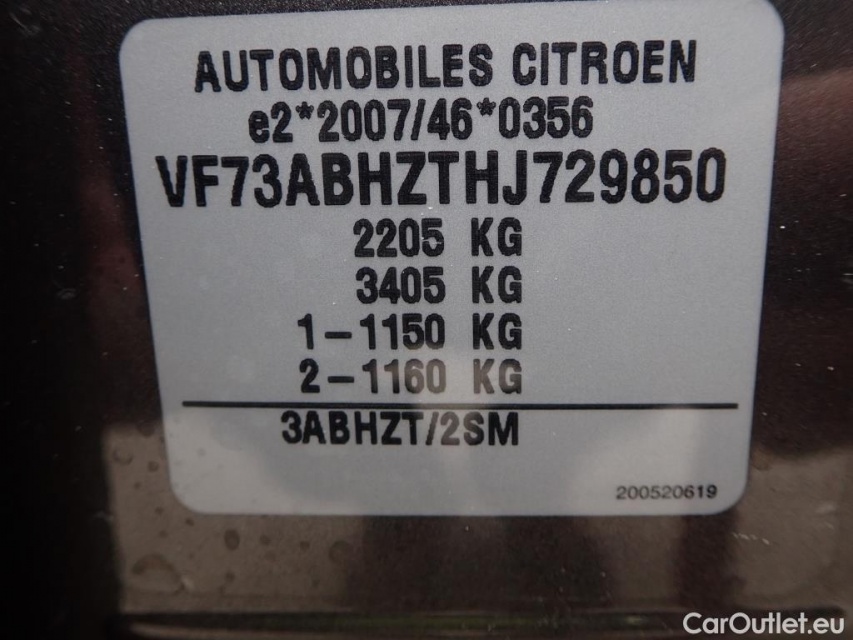 AUTOMOBILES CITROEN
e2*2007/46*0356
VF73ABHZTHJ729850
2205 KG
3405 KG
1-1150 KG
2-1160 KG
3ABHZT/2SM
200520619
CarOutlet.eu